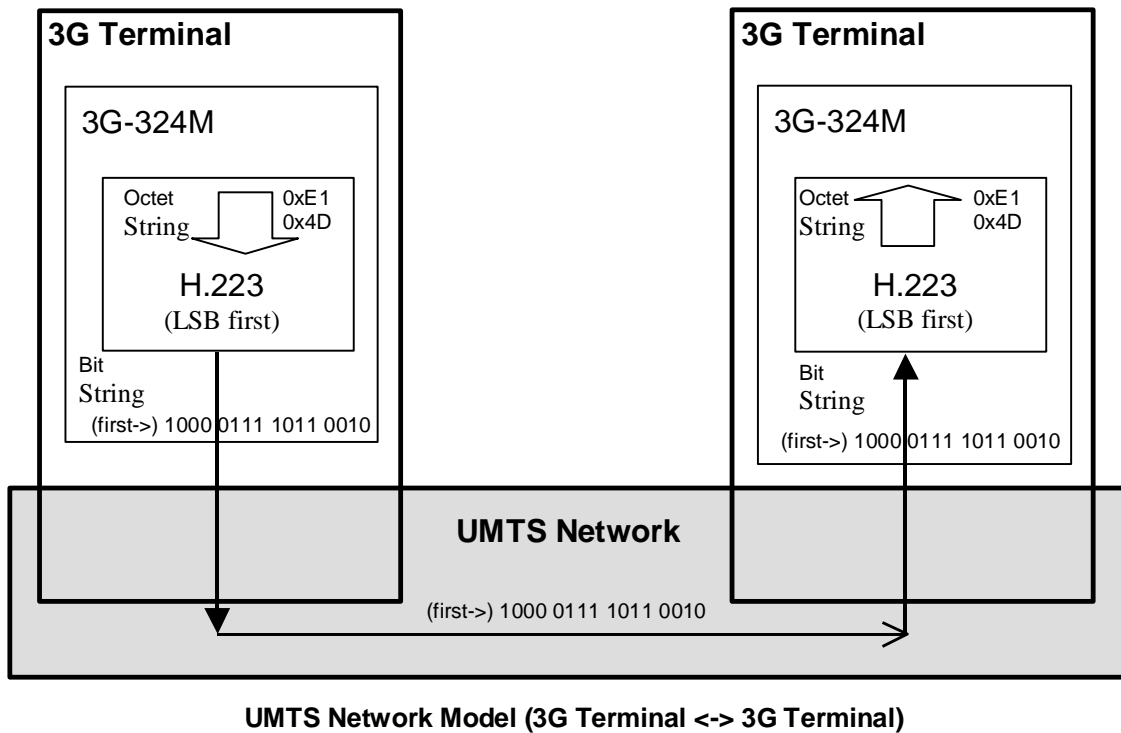 3G Terminal
3G-324M
Octet
String
0xE1
0x4D
H.223
(LSB first)
Bit
String
(first->) 1000 0111 1011 0010
3G Terminal
3G-324M
Octet
String
0xE1
0x4D
H.223
(LSB first)
Bit
String
(first->) 1000 0111 1011 0010
UMTS Network
(first->) 1000 0111 1011 0010
UMTS Network Model (3G Terminal <-> 3G Terminal)